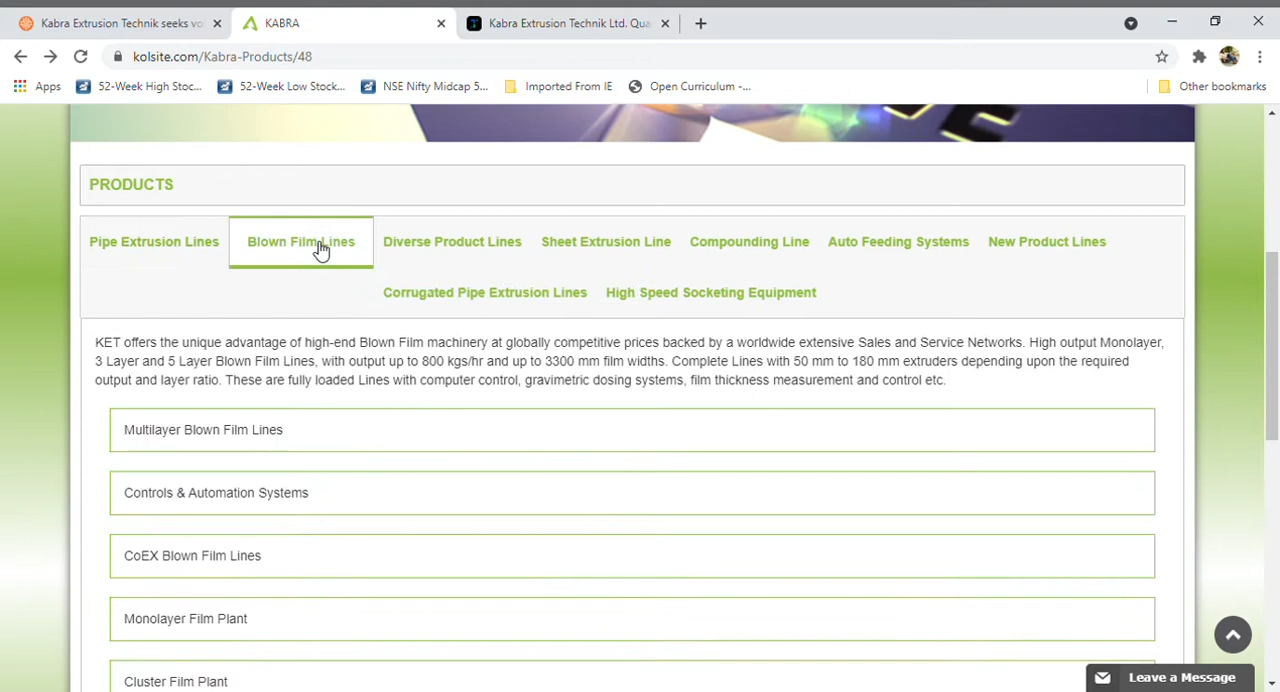 Kabra Extrusion Technik seeks vo
KABRA
Kabra Extrusion Technik Ltd. Qua
kolsite.com/Kabra-Products/48
Apps
52-Week High Stoc...
52-Week Low Stock...
NSE Nifty Midcap 5...
Imported From IE
Open Curriculum -...
Other bookmarks
PRODUCTS
Pipe Extrusion Lines
Blown Film Lines
Diverse Product Lines
Sheet Extrusion Line
Compounding Line
Auto Feeding Systems
New Product Lines
Corrugated Pipe Extrusion Lines
High Speed Socketing Equipment
KET offers the unique advantage of high-end Blown Film machinery at globally competitive prices backed by a worldwide extensive Sales and Service Networks. High output Monolayer,
3 Layer and 5 Layer Blown Film Lines, with output up to 800 kgs/hr and up to 3300 mm film widths. Complete Lines with 50 mm to 180 mm extruders depending upon the required
output and layer ratio. These are fully loaded Lines with computer control, gravimetric dosing systems, film thickness measurement and control etc.
Multilayer Blown Film Lines
Controls & Automation Systems
CoEX Blown Film Lines
Monolayer Film Plant
Cluster Film Plant
Leave a Message